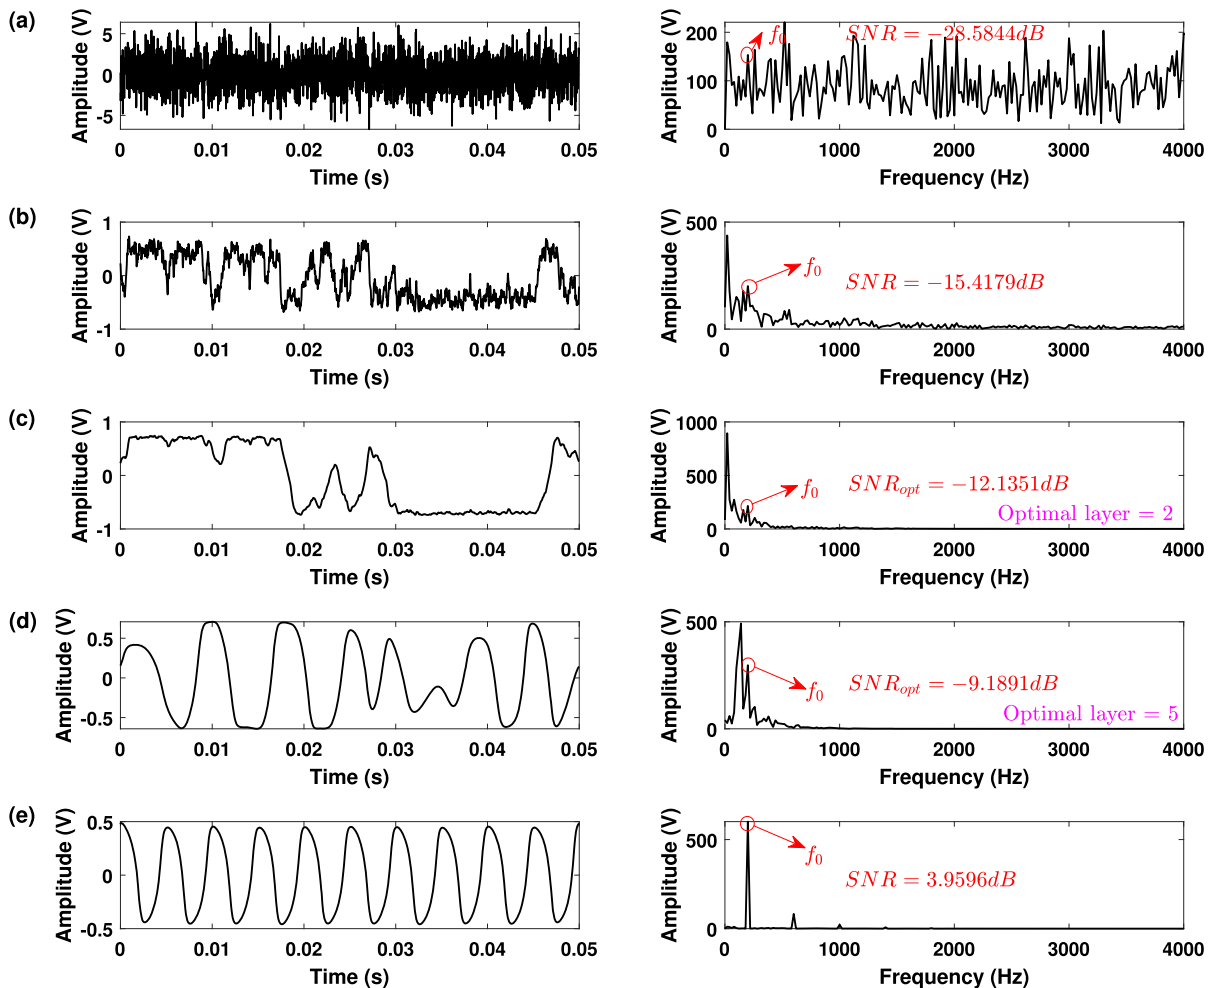 (a)
Amplitude (V)
5
0
-5
0 0.01 0.02 0.03 0.04 0.05
Time (s)
Amplitude (V)
200
100
0
f0
SNR = −28.5844dB
0 1000 2000 3000 4000
Frequency (Hz)
(b)
Amplitude (V)
1
0
-1
0 0.01 0.02 0.03 0.04 0.05
Time (s)
Amplitude (V)
500
0
f0
SNR = −15.4179dB
0 1000 2000 3000 4000
Frequency (Hz)
(c)
Amplitude (V)
1
0
-1
0 0.01 0.02 0.03 0.04 0.05
Time (s)
Amplitude (V)
1000
500
0
f0
SNRopt = −12.1351dB
Optimal layer = 2
0 1000 2000 3000 4000
Frequency (Hz)
(d)
Amplitude (V)
0.5
0
-0.5
0 0.01 0.02 0.03 0.04 0.05
Time (s)
Amplitude (V)
500
0
f0
SNRopt = −9.1891dB
Optimal layer = 5
0 1000 2000 3000 4000
Frequency (Hz)
(e)
Amplitude (V)
0.5
0
-0.5
0 0.01 0.02 0.03 0.04 0.05
Time (s)
Amplitude (V)
500
0
f0
SNR = 3.9596dB
0 1000 2000 3000 4000
Frequency (Hz)